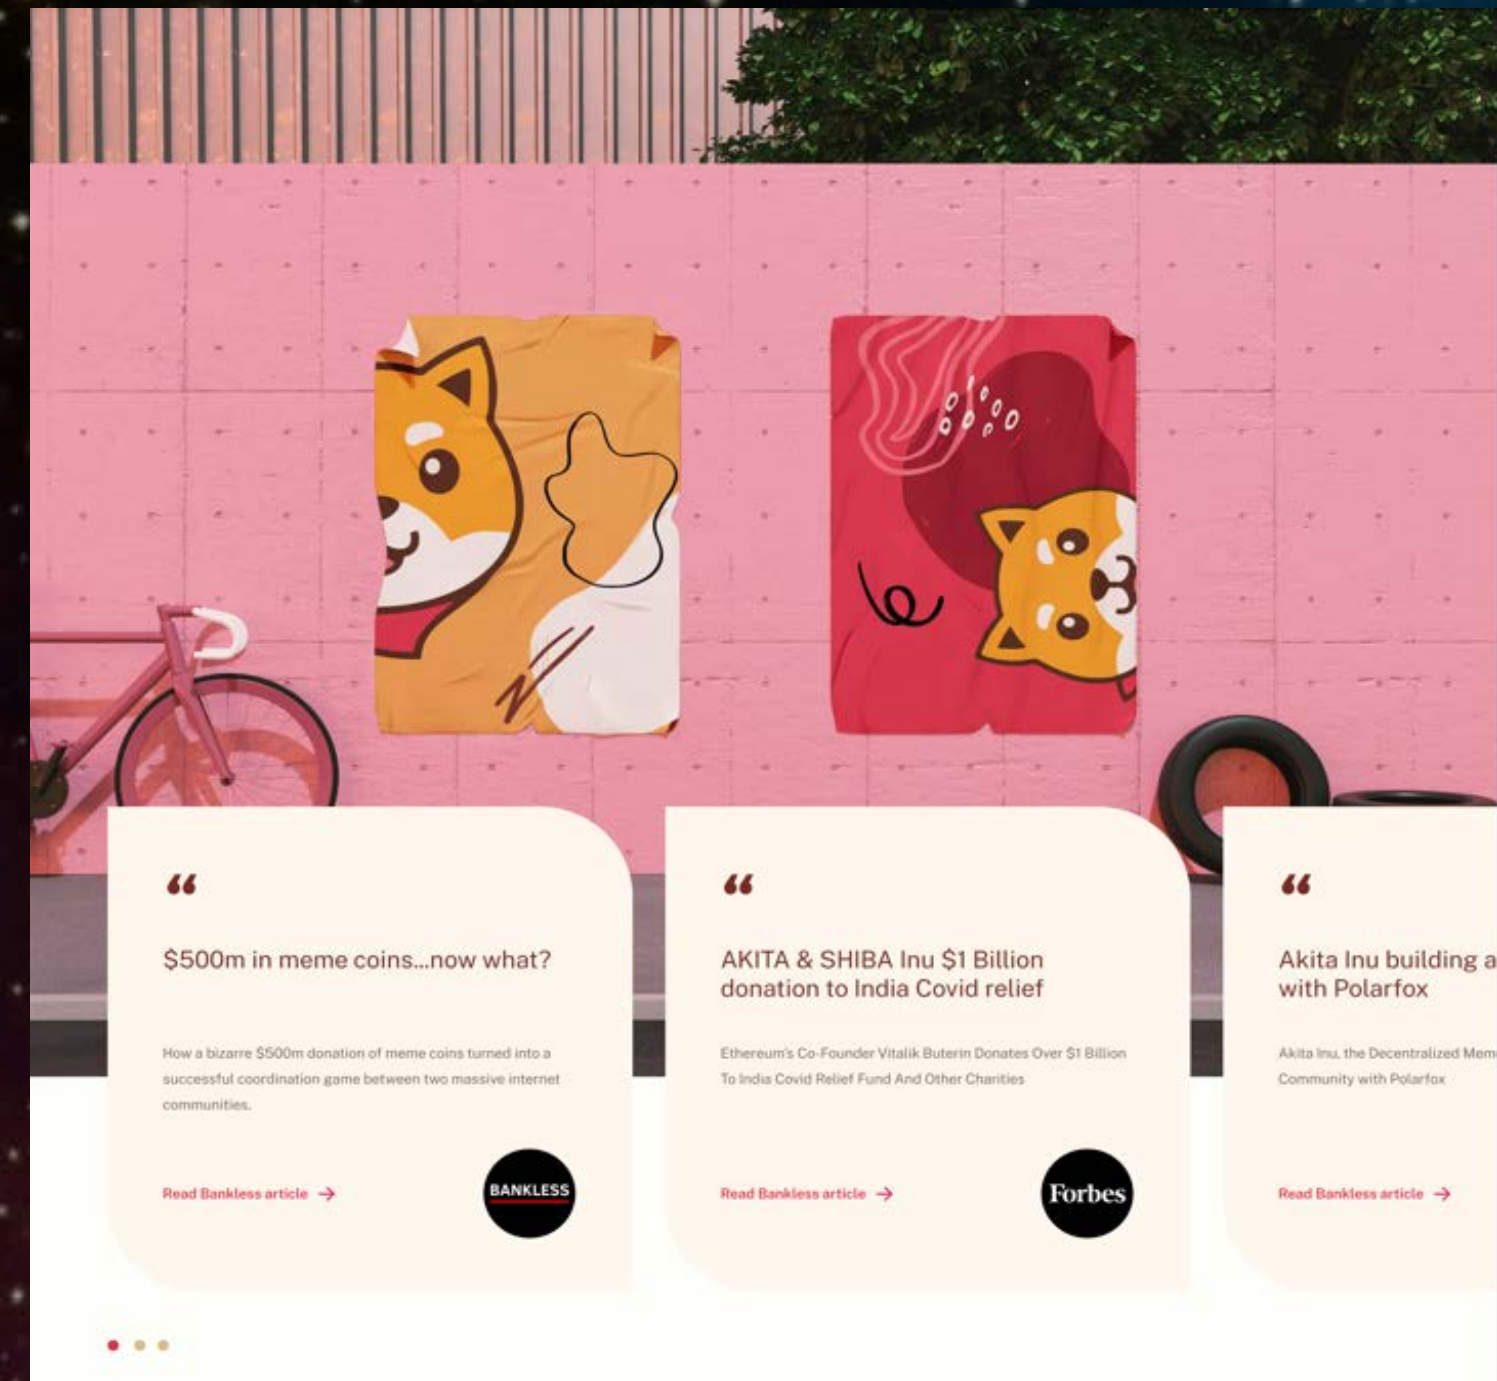 $500m in meme coins...now what?
How a bizarre $500m donation of meme coins turned into a
successful coordination game between two massive internet
communities.
Read Bankless article
BANKLESS
AKITA & SHIBA Inu $1 Billion
donation to India Covid relief
Ethereum's Co-Founder Vitalik Buterin Donates Over $1 Billion
To India Covid Relief Fund And Other Charities
Read Bankless article
Forbes
Akita Inu building a
with Polarfox
Akita Inu, the Decentralized Mem
Community with Polarfox
Read Bankless article